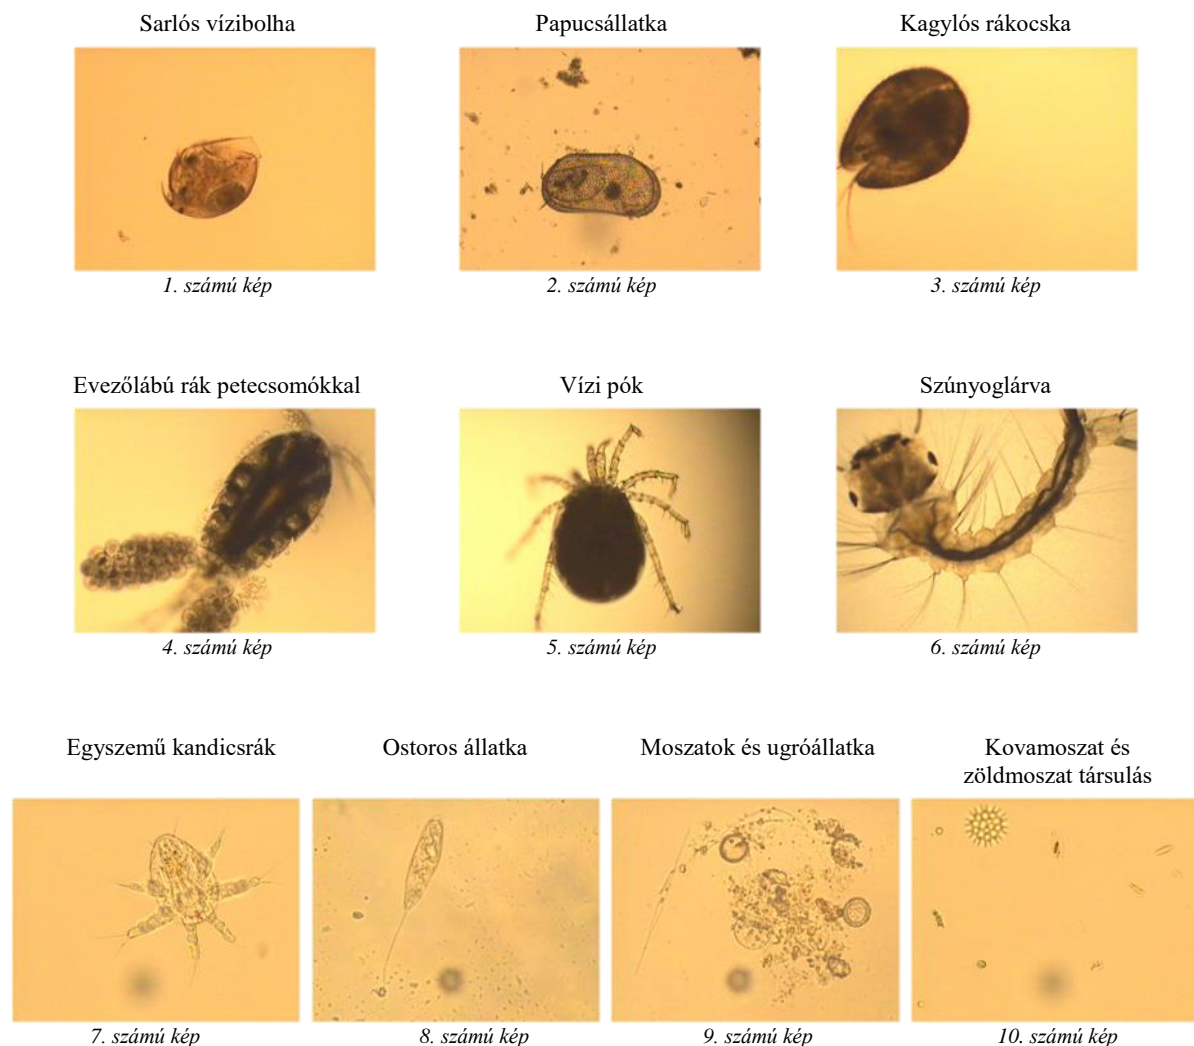 Sarlós vízibolha
Papucsállatka
Kagylós rákocska
1. számú kép
2. számú kép
3. számú kép
Evezőlábú rák petecsomókkal
Vízi pók
Szúnyoglárva
4. számú kép
5. számú kép
6. számú kép
Egyszemű kandicsrák
Ostoros állatka
Moszatok és ugróállatka
Kovamoszat és
zöldmoszat társulás
7. számú kép
8. számú kép
9. számú kép
10. számú kép